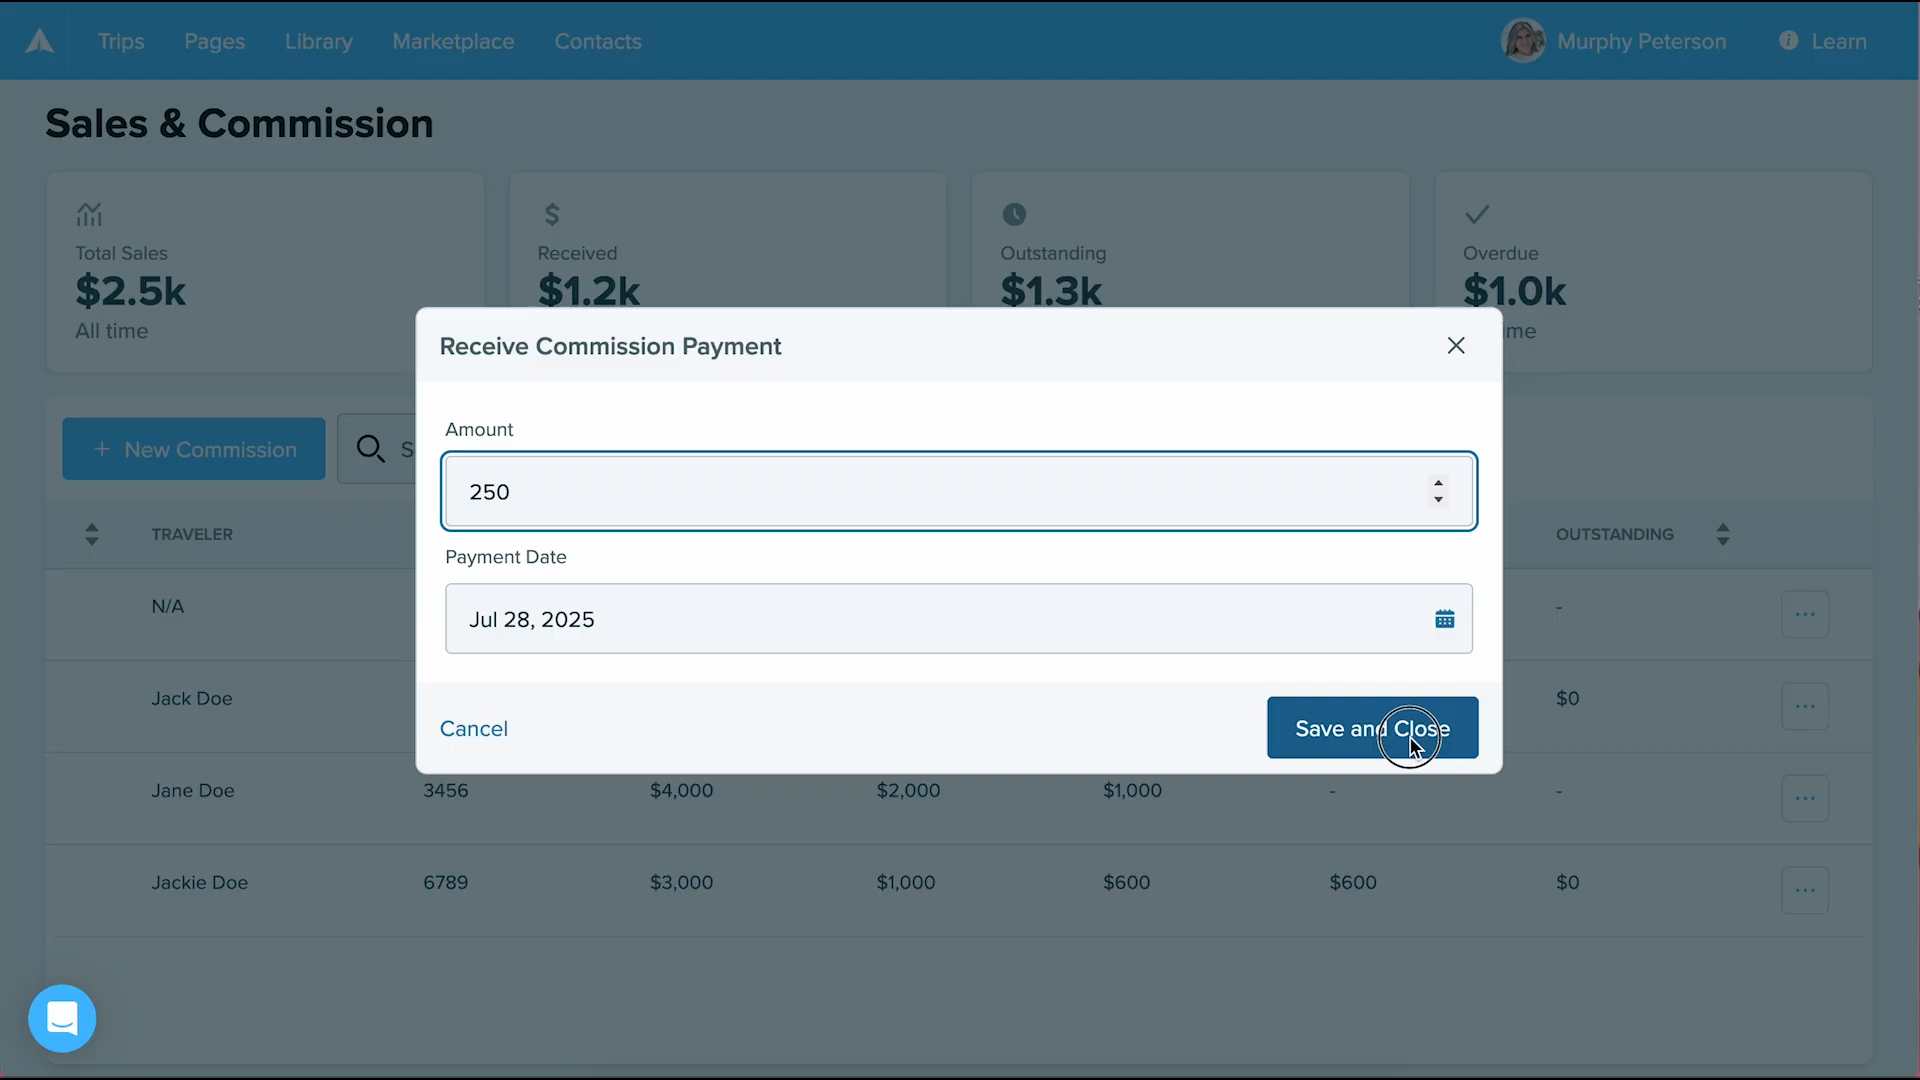 Trips
Pages
Library
Marketplace
Contacts
Murphy Peterson
Learn
Sales & Commission
Total Sales
$2.5k
All time
Received
$1.2k
Outstanding
$1.3k
Overdue
$1.0k
me
Receive Commission Payment
Amount
250
Payment Date
Jul 28, 2025
Cancel
Save and Close
+ New Commission
S
TRAVELER
OUTSTANDING
N/A
-
Jack Doe
$0
Jane Doe 3456 $4,000 $2,000 $1,000 - -
Jackie Doe 6789 $3,000 $1,000 $600 $600 $0